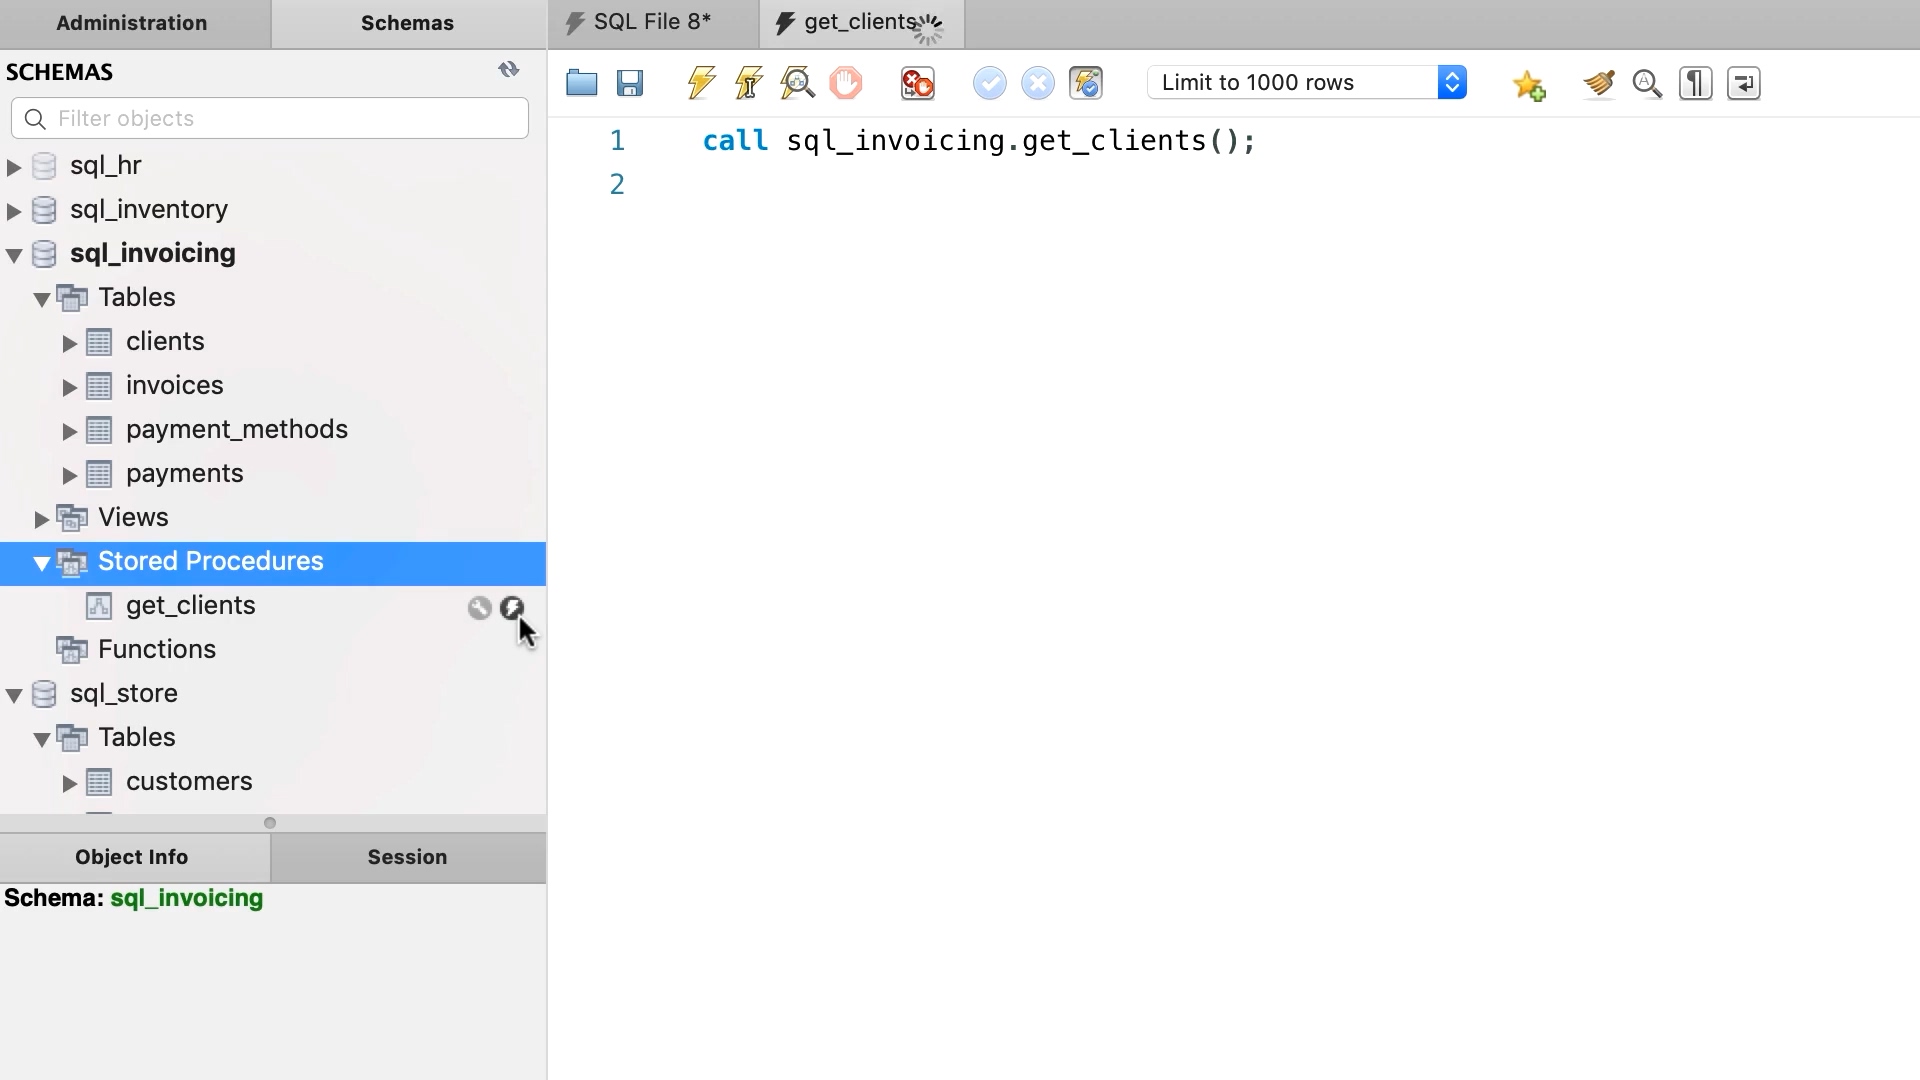 Administration
Schemas
SQL File 8*
get_clients
SCHEMAS
Filter objects
Limit to 1000 rows
sql_hr
sql_inventory
sql_invoicing
Tables
clients
invoices
payment_methods
payments
Views
Stored Procedures
get_clients
Functions
sql_store
Tables
customers
1 call sql_invoicing.get_clients();
2
Object Info
Session
Schema: sql_invoicing